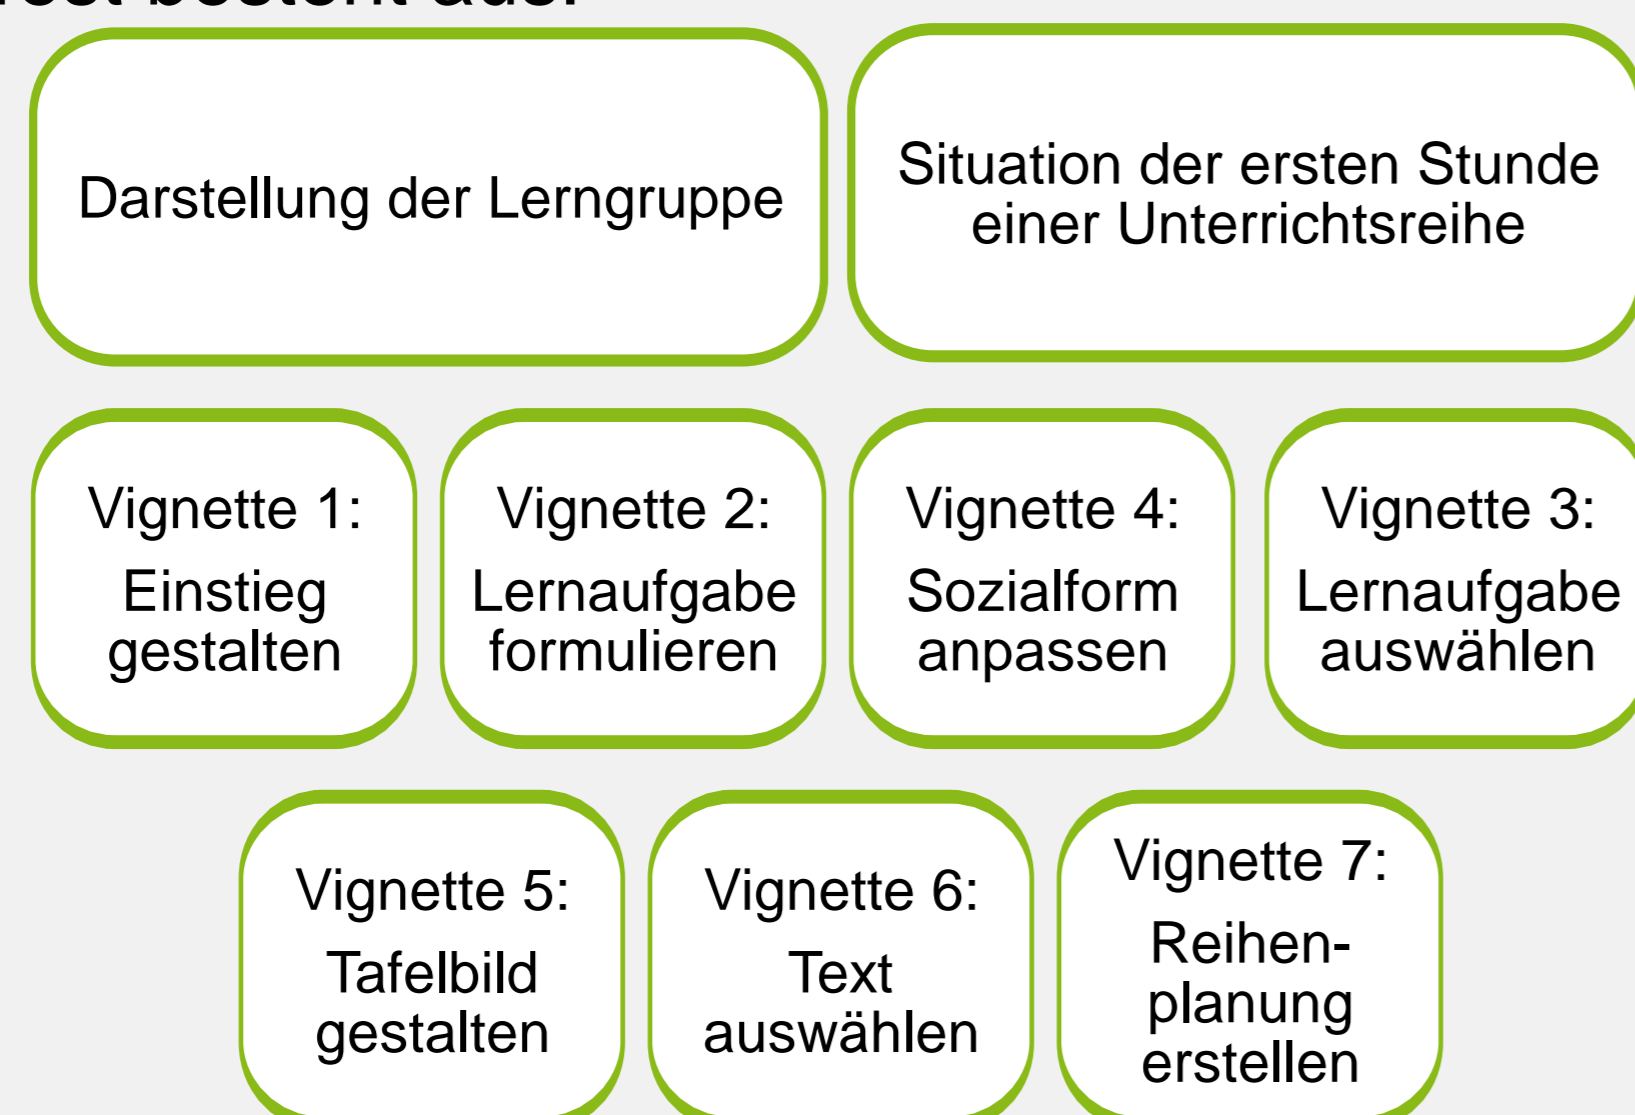 besteht aus:
Darstellung der Lerngruppe
Situation der ersten Stunde
einer Unterrichtsreihe
Vignette 1:
Einstieg
gestalten
Vignette 2:
Lernaufgabe
formulieren
Vignette 4:
Sozialform
anpassen
Vignette 3:
Lernaufgabe
auswählen
Vignette 5:
Tafelbild
gestalten
Vignette 6:
Text
auswählen
Vignette 7:
Reihen-
planung
erstellen